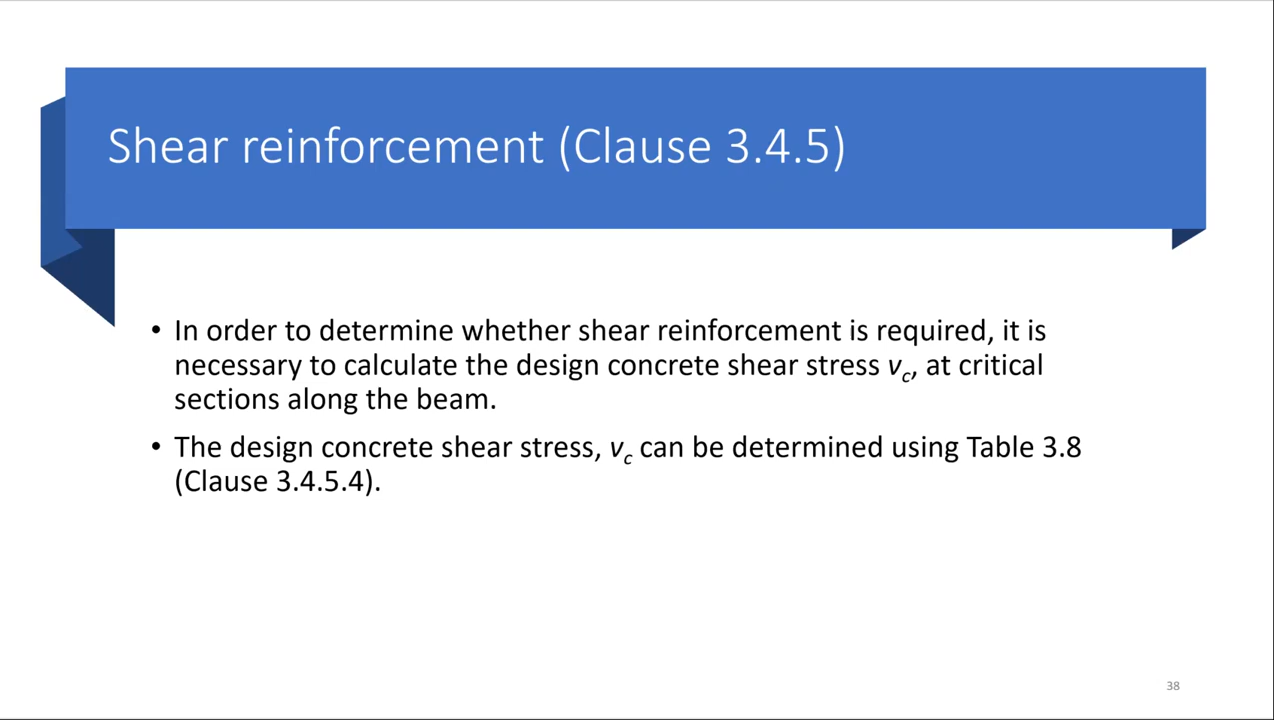 Shear reinforcement (Clause 3.4.5)
• In order to determine whether shear reinforcement is required, it is
necessary to calculate the design concrete shear stress vc, at critical
sections along the beam.
• The design concrete shear stress, vc can be determined using Table 3.8
(Clause 3.4.5.4).
38